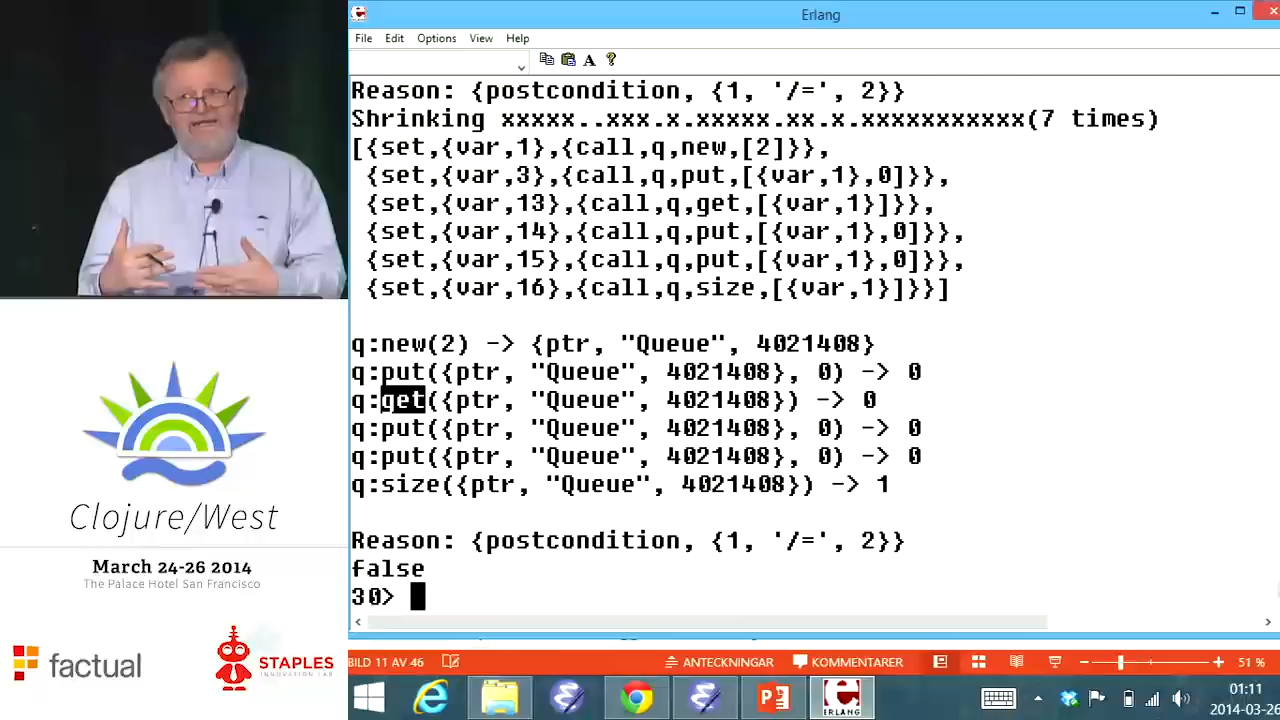 Erlang
File Edit Options View Help
Reason: {postcondition, {1, '/=', 2}}
Shrinking xxxxx..xxx.x.xxxxx.xx.x.xxxxxxxxxxx(7 times)
[{set,{var,1},{call,q,new,[2]}},
{set,{var,3},{call,q,put,[{var,1},0]}},
{set,{var,13},{call,q,get,[{var,1}]}},
{set,{var,14},{call,q,put,[{var,1},0]}},
{set,{var,15},{call,q,put,[{var,1},0]}},
{set,{var,16},{call,q,size,[{var,1}]}}]
q:new(2) -> {ptr, "Queue", 4021408}
q:put({ptr, "Queue", 4021408}, 0) -> 0
q:get({ptr, "Queue", 4021408}) -> 0
q:put({ptr, "Queue", 4021408}, 0) -> 0
q:put({ptr, "Queue", 4021408}, 0) -> 0
q:size({ptr, "Queue", 4021408}) -> 1
Reason: {postcondition, {1, '/=', 2}}
false
30>
Clojure/West
March 24-26 2014
The Palace Hotel San Francisco
factual
STAPLES
INNOVATION LAB
BILD 11 AV 46
ANTECKNINGAR
KOMMENTARER
51 %
ERLANG
01:11
2014-03-26